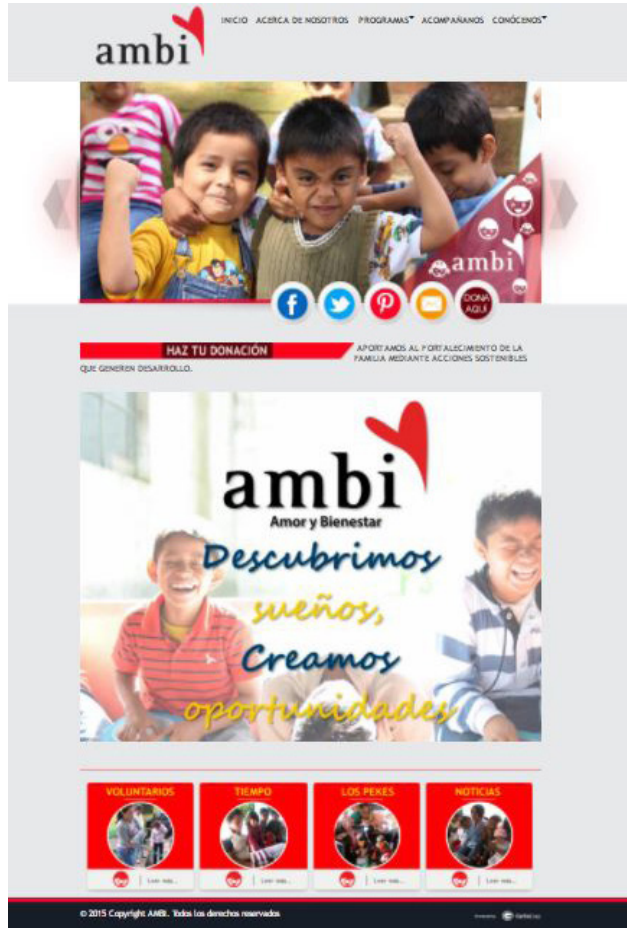 ambi
INICIO ACERCA DE NOSOTROS PROGRAMAS ACOMPAÑANOS CONÓCENOS
ambi
DONA
AQUÍ
HAZ TU DONACIÓN
APORTAMOS AL FORTALECIMIENTO DE LA
FAMILIA MEDIANTE ACCIONES SOSTENIBLES
QUE GENEREN DESARROLLO.
ambi
Amor y Bienestar
Descubrimos
sueños,
Creamos
oportunidades
VOLUNTARIOS TIEMPO LOS PEKES NOTICIAS
Leer más... Leer más... Leer más... Leer más...
© 2015 Copyright AMBI. Todos los derechos reservados